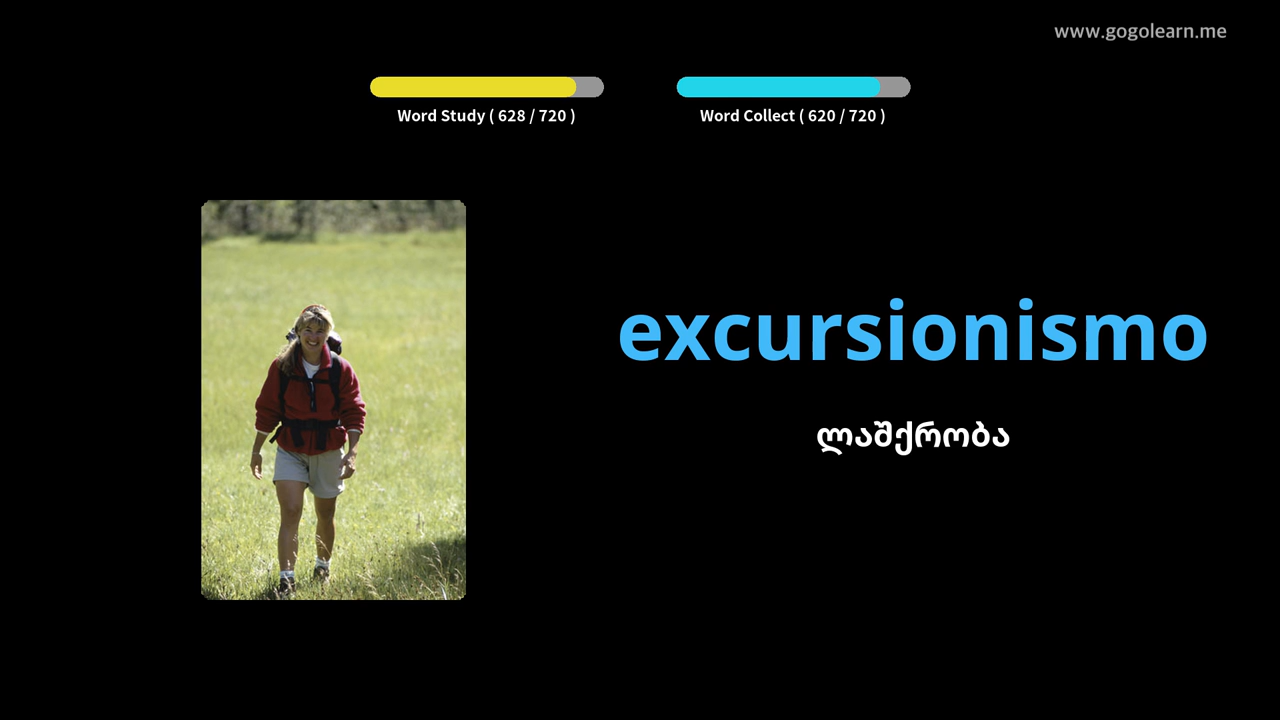 www.gogolearn.me
Word Study ( 628 / 720 )
Word Collect ( 620 / 720 )
excursionismo
ლაშქრობა